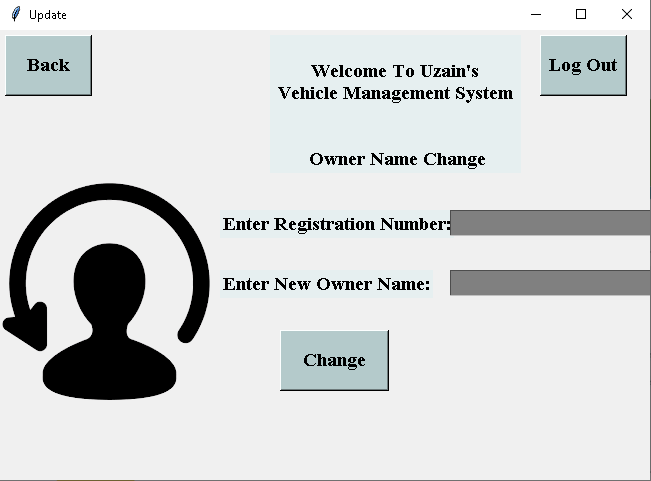 Update
Back
Welcome To Uzain's
Vehicle Management System
Log Out
Owner Name Change
Enter Registration Number:
Enter New Owner Name:
Change